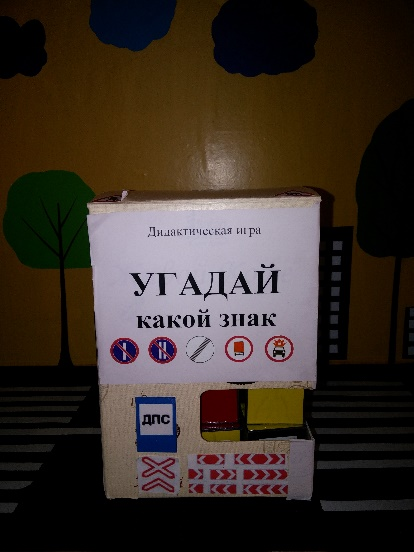 Дидактическая игра
УГАДАЙ
какой знак
ДПС